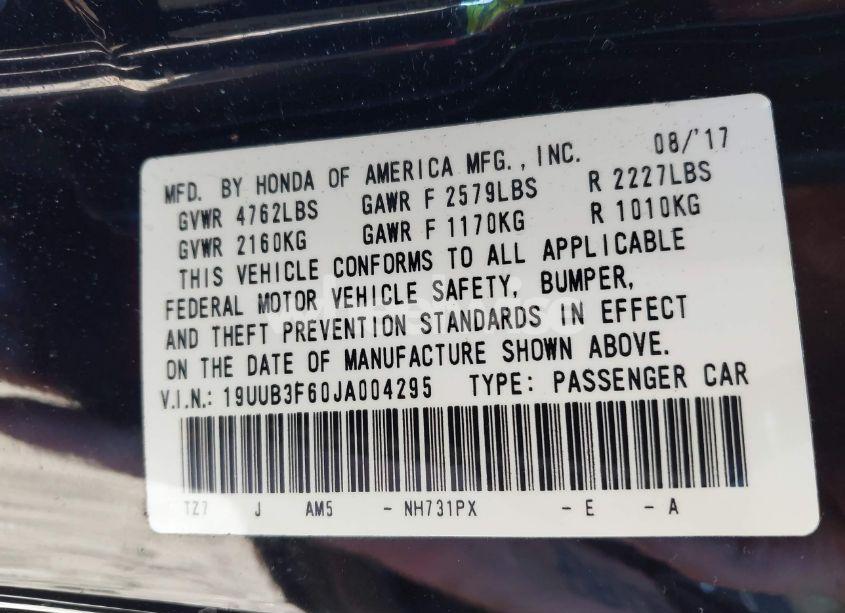 MFD. BY HONDA OF AMERICA MFG., INC. 08/'17
GVWR 4762LBS GAWR F 2579LBS R 2227LBS
GVWR 2160KG GAWR F 1170KG R 1010KG
THIS VEHICLE CONFORMS TO ALL APPLICABLE
FEDERAL MOTOR VEHICLE SAFETY, BUMPER,
AND THEFT PREVENTION STANDARDS IN EFFECT
ON THE DATE OF MANUFACTURE SHOWN ABOVE.
V.I.N.: 19UUB3F60JA004295 TYPE: PASSENGER CAR
TZ7 J AM5 - NH731PX - E - A